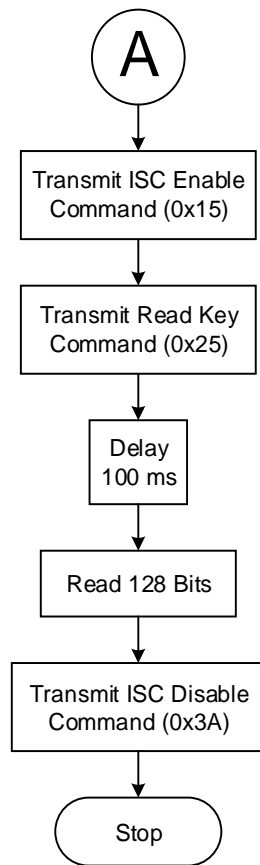 A
Transmit ISC Enable
Command (0x15)
Transmit Read Key
Command (0x25)
Delay
100 ms
Read 128 Bits
Transmit ISC Disable
Command (0x3A)
Stop